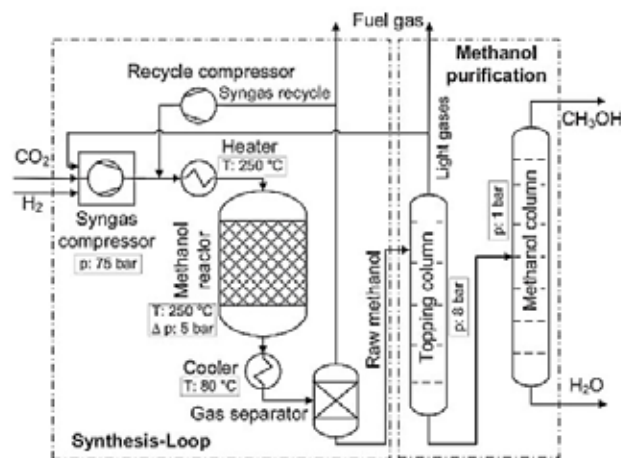 Fuel gas
Methanol
purification
Recycle compressor
Syngas recycle
Light gases
CH3OH
Heater
T: 250 °C
CO2
H2
Syngas
compressor
p: 75 bar
Methanol
reaclor
T: 250 °C
Δ p: 5 bar
Raw methanol
Topping column
p: 8 bar
p: 1 bar
Methanol column
Cooler
T: 80 °C
Gas separator
H2O
Synthesis-Loop